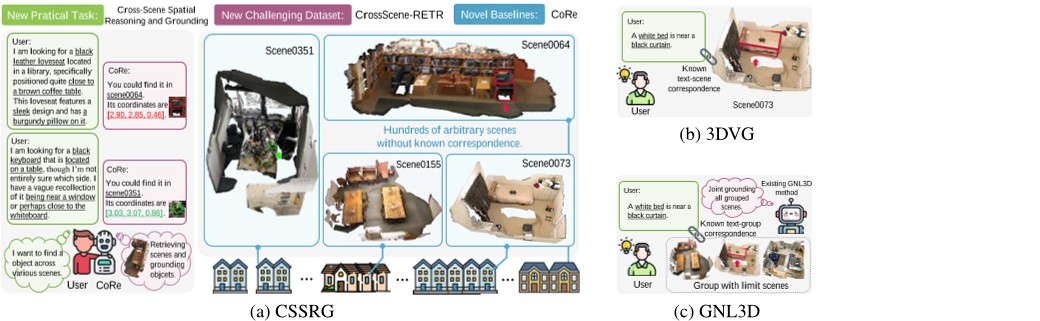 New Pratical Task:
Cross-Scene Spatial
Reasoning and Grounding
New Challenging Dataset:
CrossScene-RETR
Novel Baselines:
CoRe
User:
I am looking for a black
leather loveseat located
in a library, specifically
positioned quite close to
a brown coffee table.
This loveseat features a
sleek design and has a
burgundy pillow on it.
CoRe:
You could find it in
scene0064.
Its coordinates are
[2.90, 2.85, 0.46].
User:
I am looking for a black
keyboard that is located
on a table, though I'm not
entirely sure which side. I
have a vague recollection
of it being near a window
or perhaps close to the
whiteboard.
CoRe:
You could find it in
scene0351.
Its coordinates are
[3.03, 3.07, 0.86].
I want to find a
object across
various scenes.
User
CoRe
Retrieving
scenes and
grounding
objcets.
Scene0351
Scene0064
Hundreds of arbitrary scenes
without known correspondence.
Scene0155
Scene0073
...
...
...
(a) CSSRG
User:
A white bed is near a
black curtain.
Known
text-scene
correspondence
User
Scene0073
(b) 3DVG
User:
A white bed is near a
black curtain.
Joint grounding
all grouped
scenes.
Existing GNL3D
method
Known text-group
correspondence
User
Group with limit scenes
(c) GNL3D